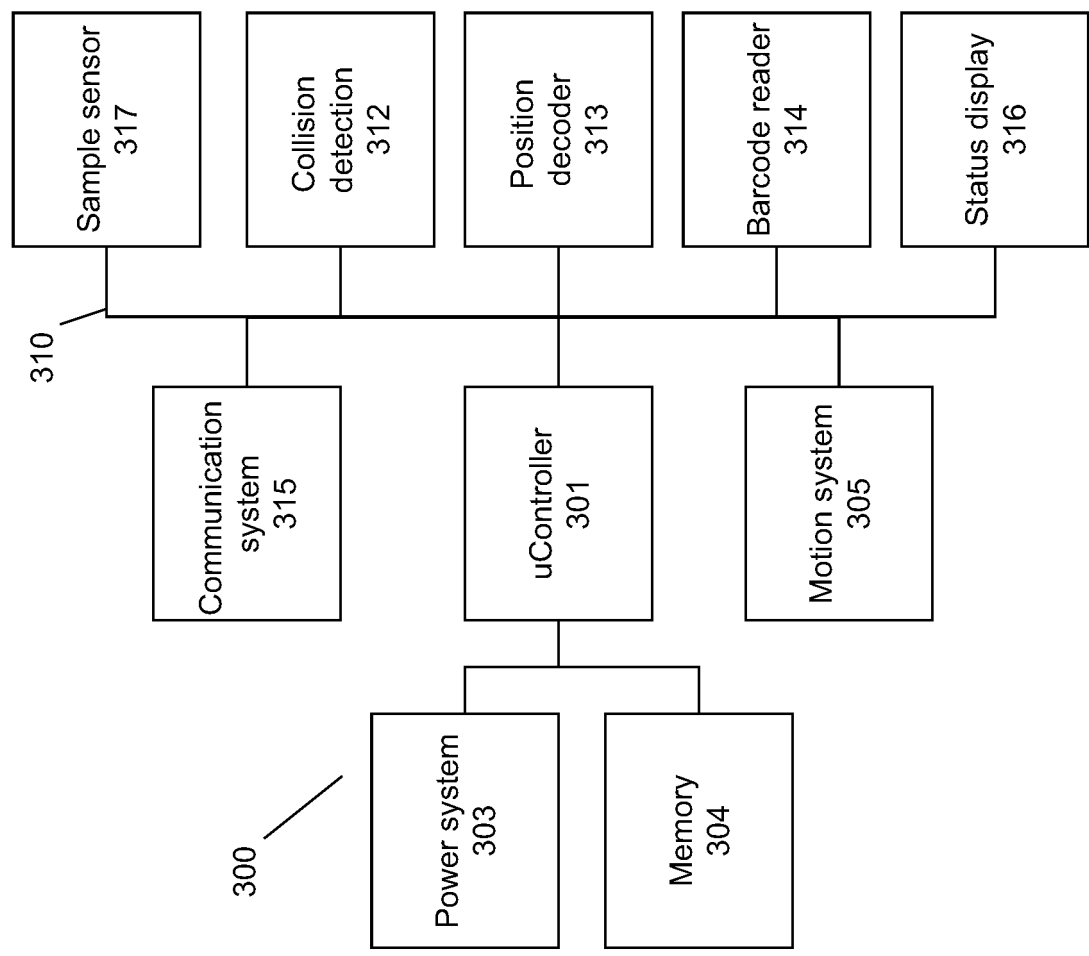 300
Power system
303
Memory
304
Communication
system
315
uController
301
Motion system
305
310
Sample sensor
317
Collision
detection
312
Position
decoder
313
Barcode reader
314
Status display
316